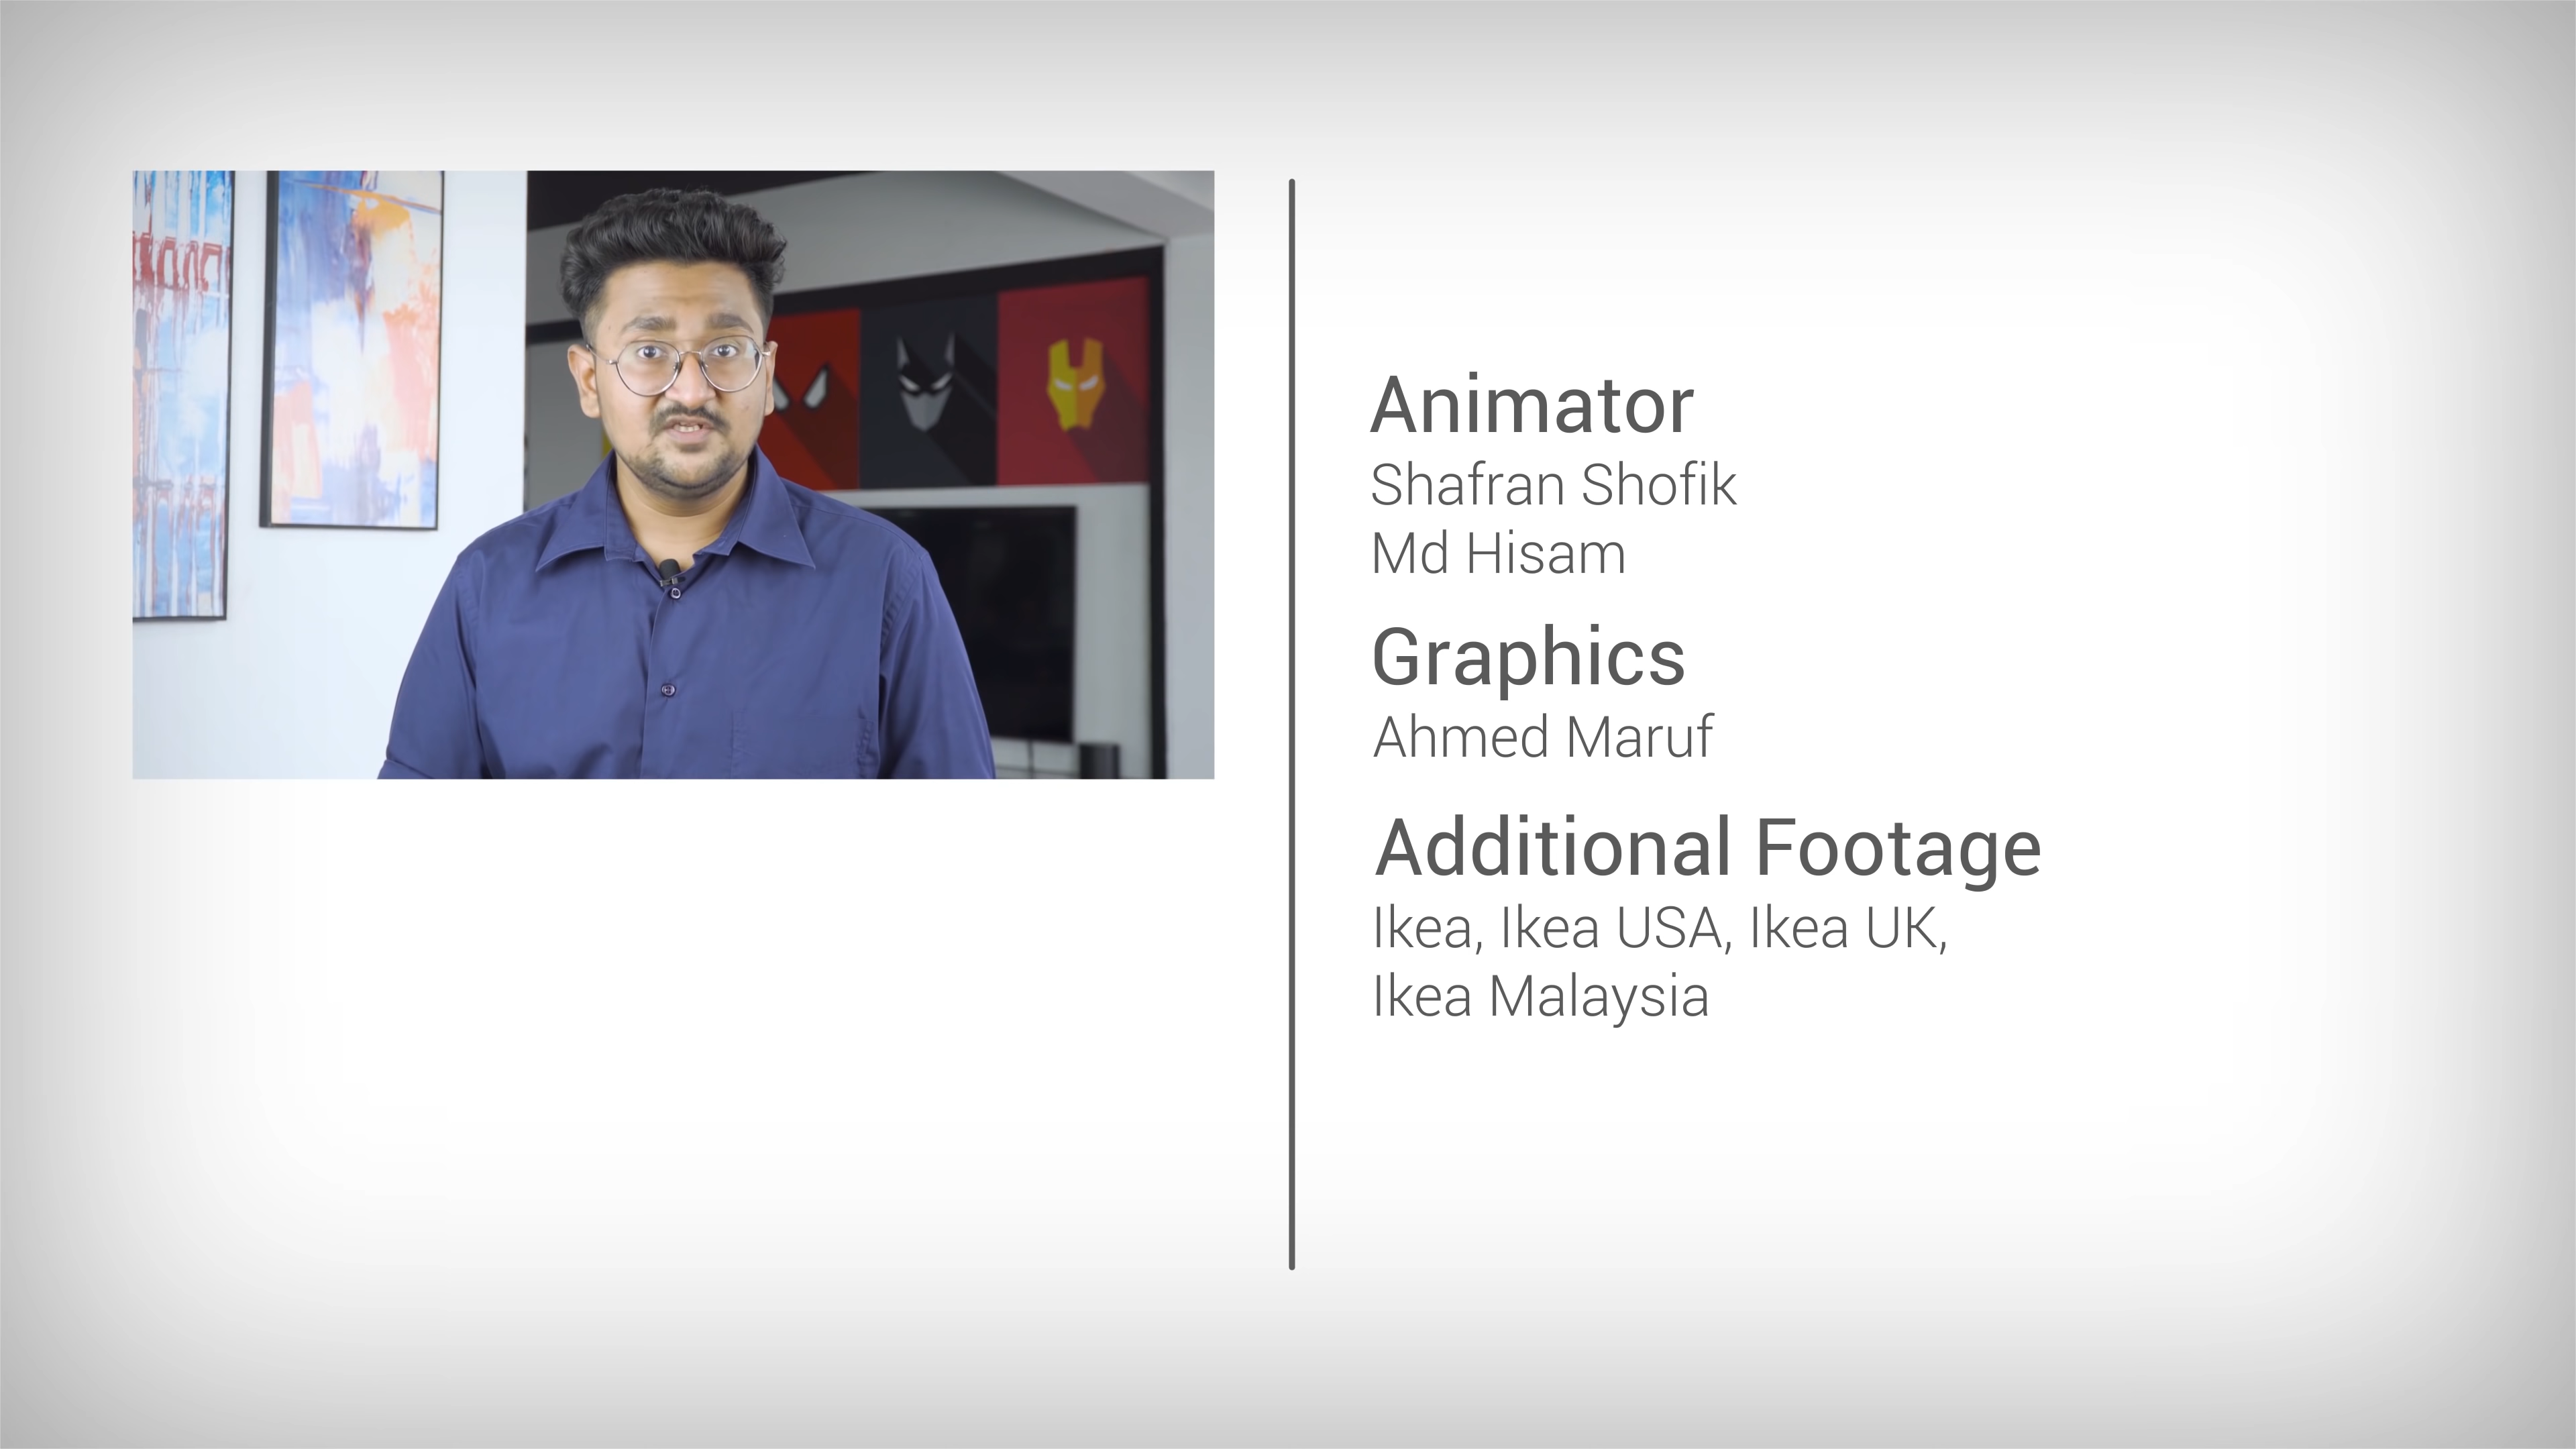 Animator
Shafran Shofik
Md Hisam
Graphics
Ahmed Maruf
Additional Footage
Ikea, Ikea USA, Ikea UK,
Ikea Malaysia